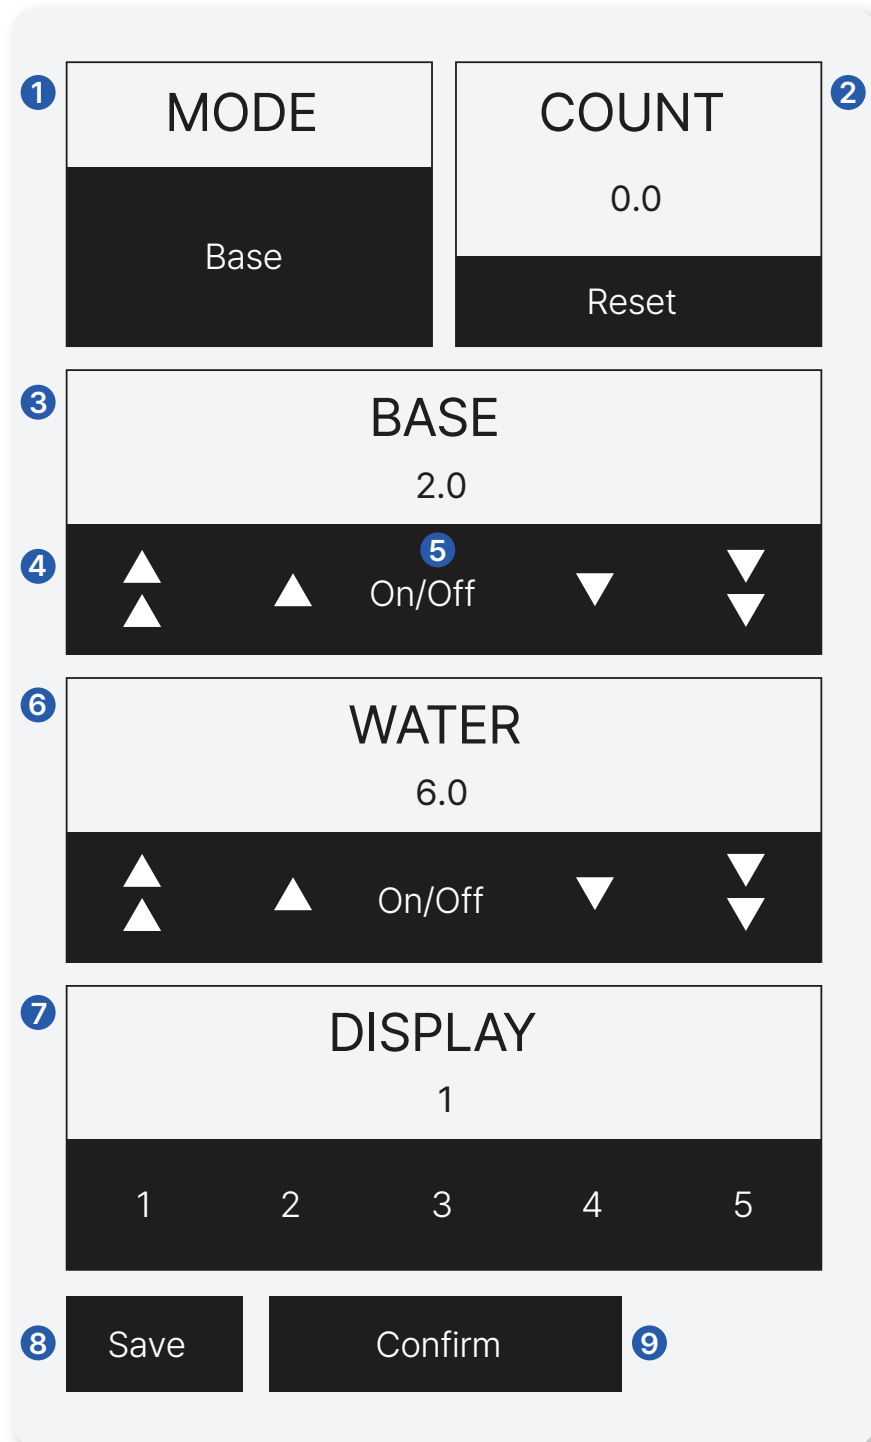 1 MODE
Base
COUNT 2
0.0
Reset
3 BASE
2.0
4 5 On/Off
6 WATER
6.0
On/Off
7 DISPLAY
1
1 2 3 4 5
8 Save Confirm 9